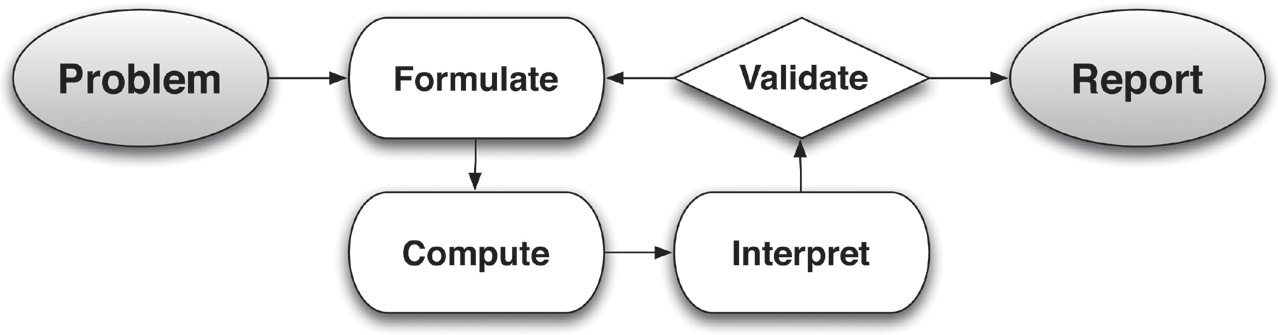 Problem
Formulate
Validate
Report
Compute
Interpret